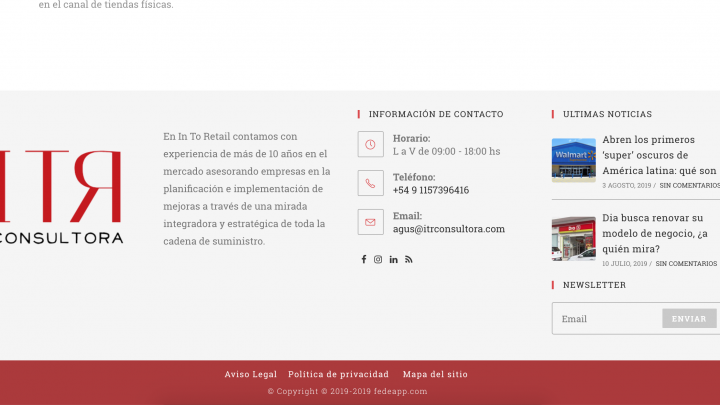 en el canal de tiendas físicas.
ITR
CONSULTORA
En In To Retail contamos con
experiencia de más de 10 años en el
mercado asesorando empresas en la
planificación e implementación de
mejoras a través de una mirada
integradora y estratégica de toda la
cadena de suministro.
INFORMACIÓN DE CONTACTO
Horario:
L a V de 09:00 - 18:00 hs
Teléfono:
+54 9 1157396416
Email:
agus@itrconsultora.com
ULTIMAS NOTICIAS
Walmart
Abren los primeros
'super' oscuros de
América latina: qué son
3 AGOSTO, 2019 / SIN COMENTARIOS
Dia busca renovar su
modelo de negocio, ¿a
quién mira?
10 JULIO, 2019 / SIN COMENTARIOS
NEWSLETTER
Email
ENVIAR
Aviso Legal Política de privacidad Mapa del sitio
© Copyright © 2019-2019 fedeapp.com